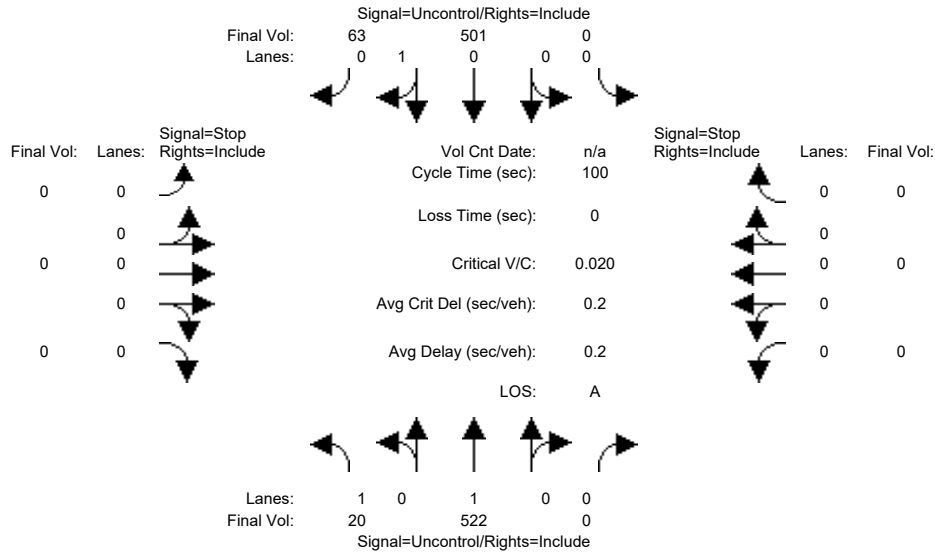 Signal=Uncontrol/Rights=Include
Final Vol: 63 501 0
Lanes: 0 1 0 0 0
Signal=Stop
Final Vol: Lanes: Rights=Include
Vol Cnt Date: n/a
Signal=Stop
Rights=Include Lanes: Final Vol:
Cycle Time (sec): 100
0 0
0 0
Loss Time (sec): 0
0
0
0 0
Critical V/C: 0.020
0 0
0
Avg Crit Del (sec/veh): 0.2
0
0 0
Avg Delay (sec/veh): 0.2
0 0
LOS: A
Lanes: 1 0 1 0 0
Final Vol: 20 522 0
Signal=Uncontrol/Rights=Include